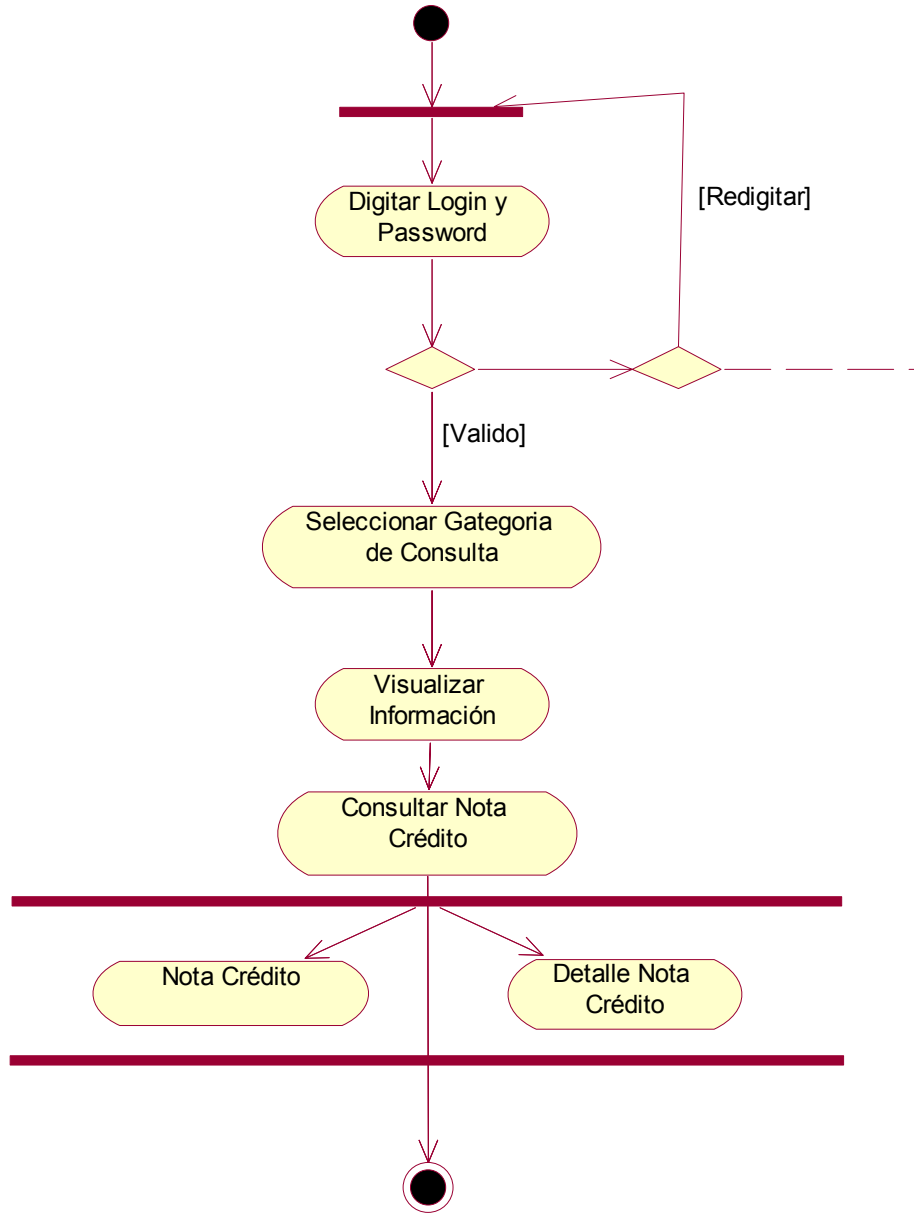 Digitar Login y
Password
[Redigitar]
[Valido]
Seleccionar Gategoria
de Consulta
Visualizar
Información
Consultar Nota
Crédito
Nota Crédito
Detalle Nota
Crédito